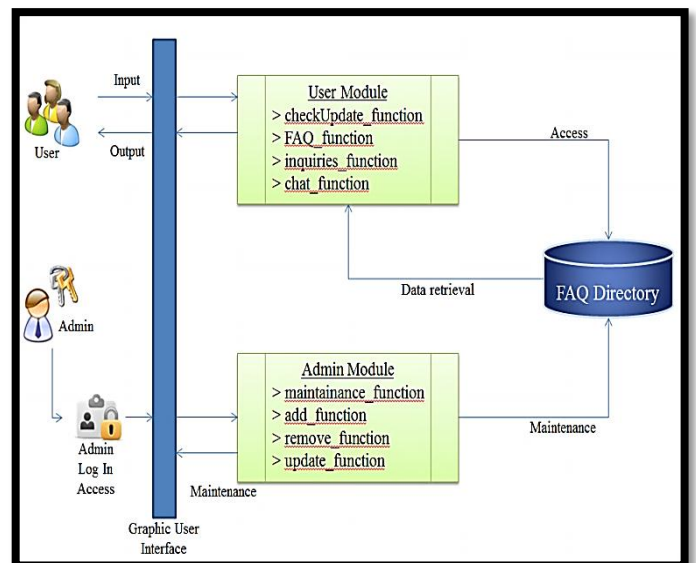 Input
User
Output
User Module
> checkUpdate_function
> FAQ_function
> inquiries_function
> chat_function
Access
Data retrieval
FAQ Directory
Admin
Admin
Log In
Access
Admin Module
> maintainance_function
> add_function
> remove_function
> update_function
Maintenance
Maintenance
Graphic User
Interface